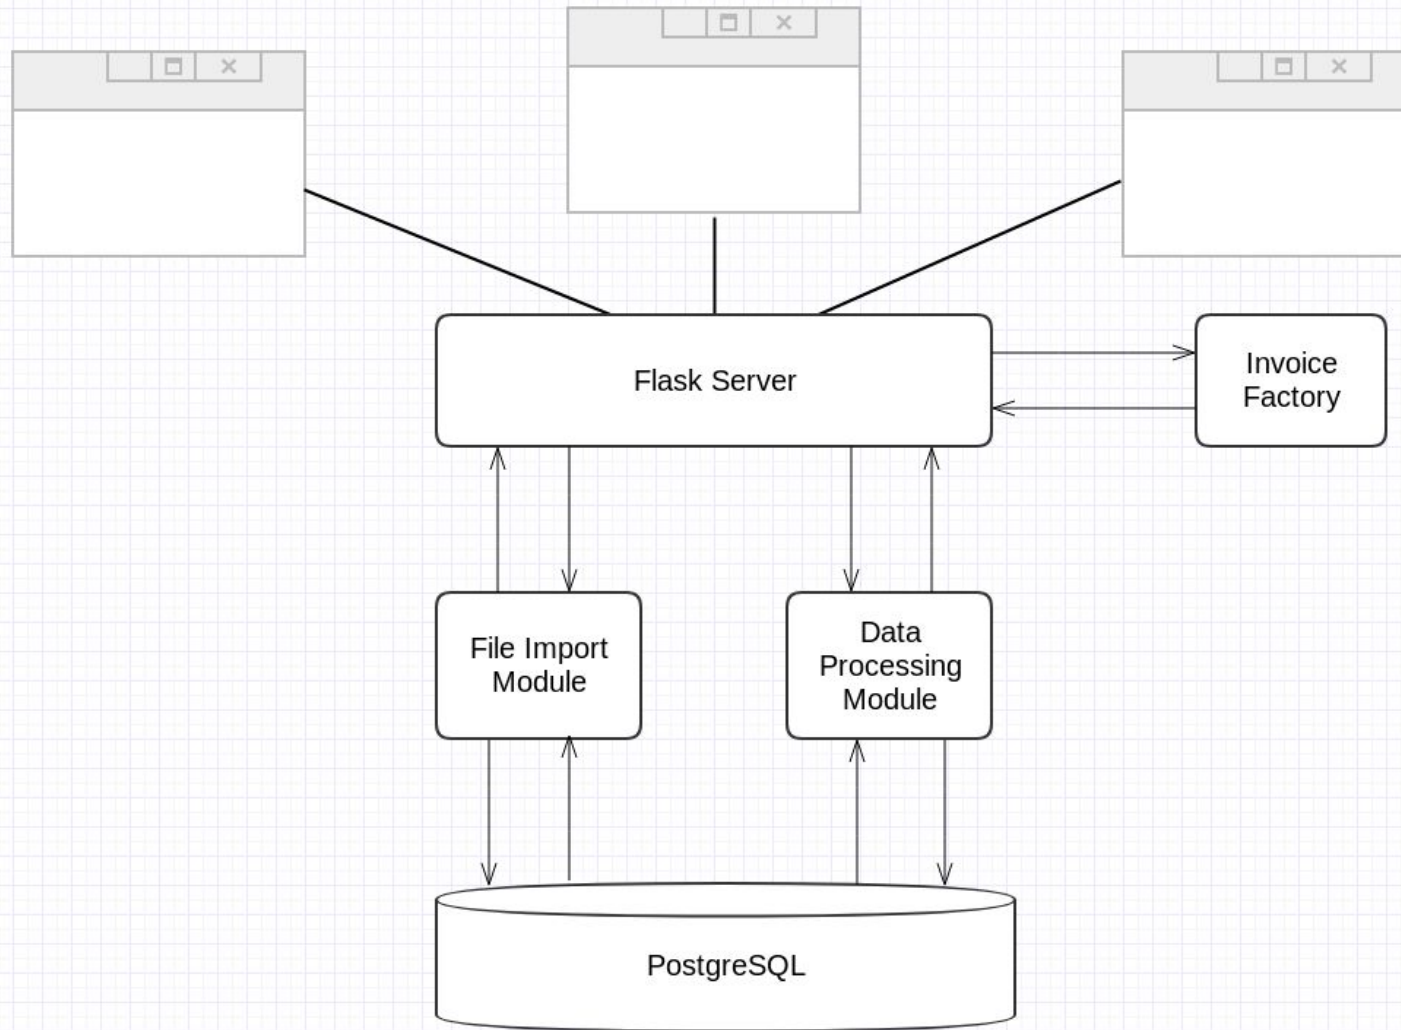 Flask Server
Invoice
Factory
File Import
Module
Data
Processing
Module
PostgreSQL